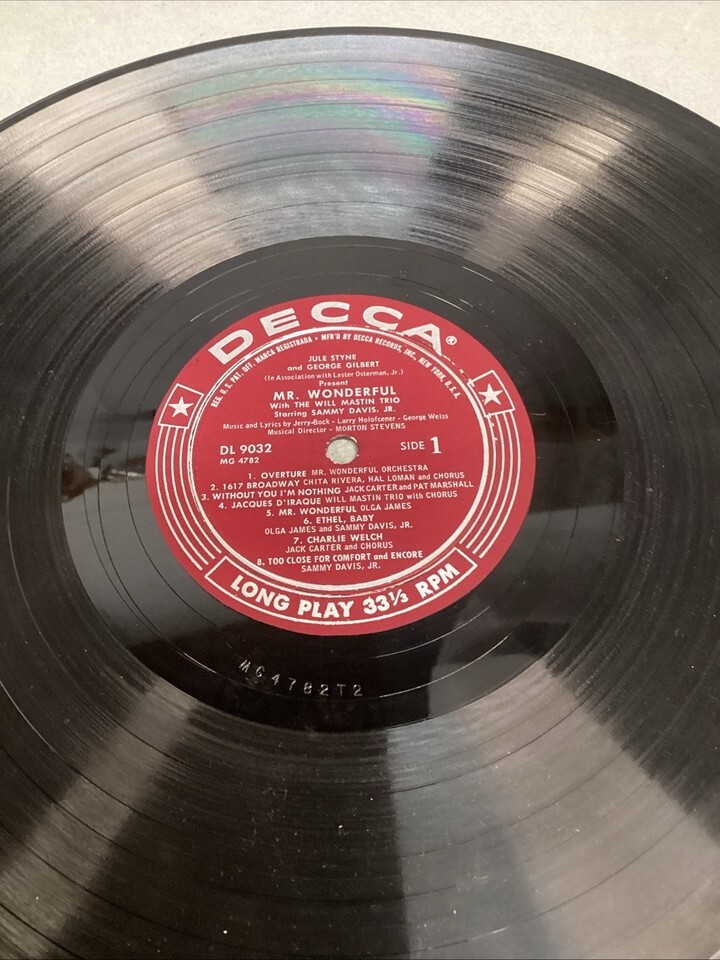 DECCA®
REG. U.S. PAT. OFF. MARCA REGISTRADA • MFR'D BY DECCA RECORDS, INC., NEW YORK, U.S.A.
JULE STYNE
and GEORGE GILBERT
(In Association with Lester Osterman, Jr.)
Present
MR. WONDERFUL
With THE WILL MASTIN TRIO
Starring SAMMY DAVIS, JR.
Music and Lyrics by Jerry-Bock - Larry Holofcener - George Weiss
Musical Director - MORTON STEVENS
DL 9032 SIDE 1
MG 4782
1. OVERTURE MR. WONDERFUL ORCHESTRA
2. 1617 BROADWAY CHITA RIVERA, HAL LOMAN and CHORUS
3. WITHOUT YOU I'M NOTHING JACK CARTER and PAT MARSHALL
4. JACQUES D'IRAQUE WILL MASTIN TRIO with CHORUS
5. MR. WONDERFUL OLGA JAMES
6. ETHEL, BABY
OLGA JAMES and SAMMY DAVIS, JR.
7. CHARLIE WELCH
JACK CARTER and CHORUS
8. TOO CLOSE FOR COMFORT and ENCORE
SAMMY DAVIS, JR.
LONG PLAY 33⅓ RPM
MG4782T2